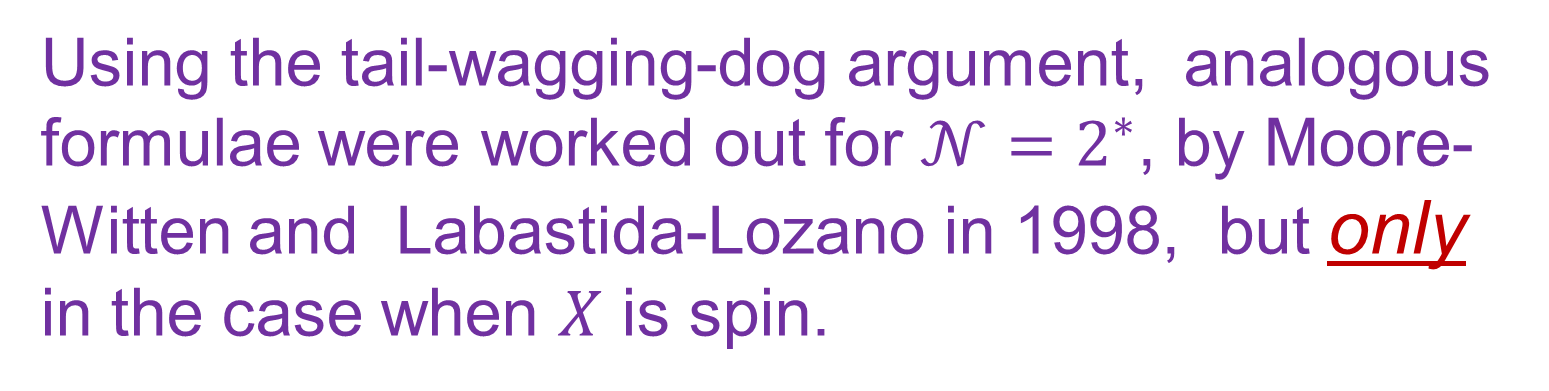 Using the tail-wagging-dog argument, analogous
formulae were worked out for 𝒩 = 2*, by Moore-
Witten and Labastida-Lozano in 1998, but only
in the case when 𝑋 is spin.